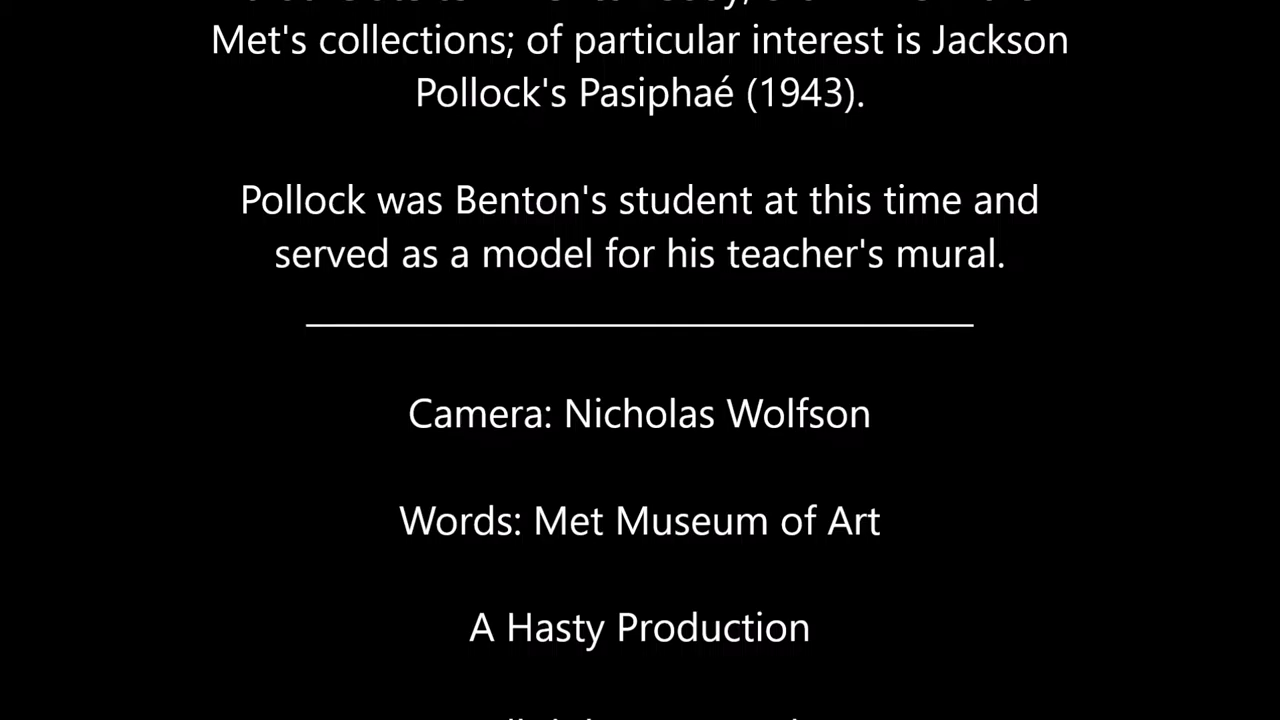 Met's collections; of particular interest is Jackson
Pollock's Pasiphaé (1943).
Pollock was Benton's student at this time and
served as a model for his teacher's mural.
Camera: Nicholas Wolfson
Words: Met Museum of Art
A Hasty Production